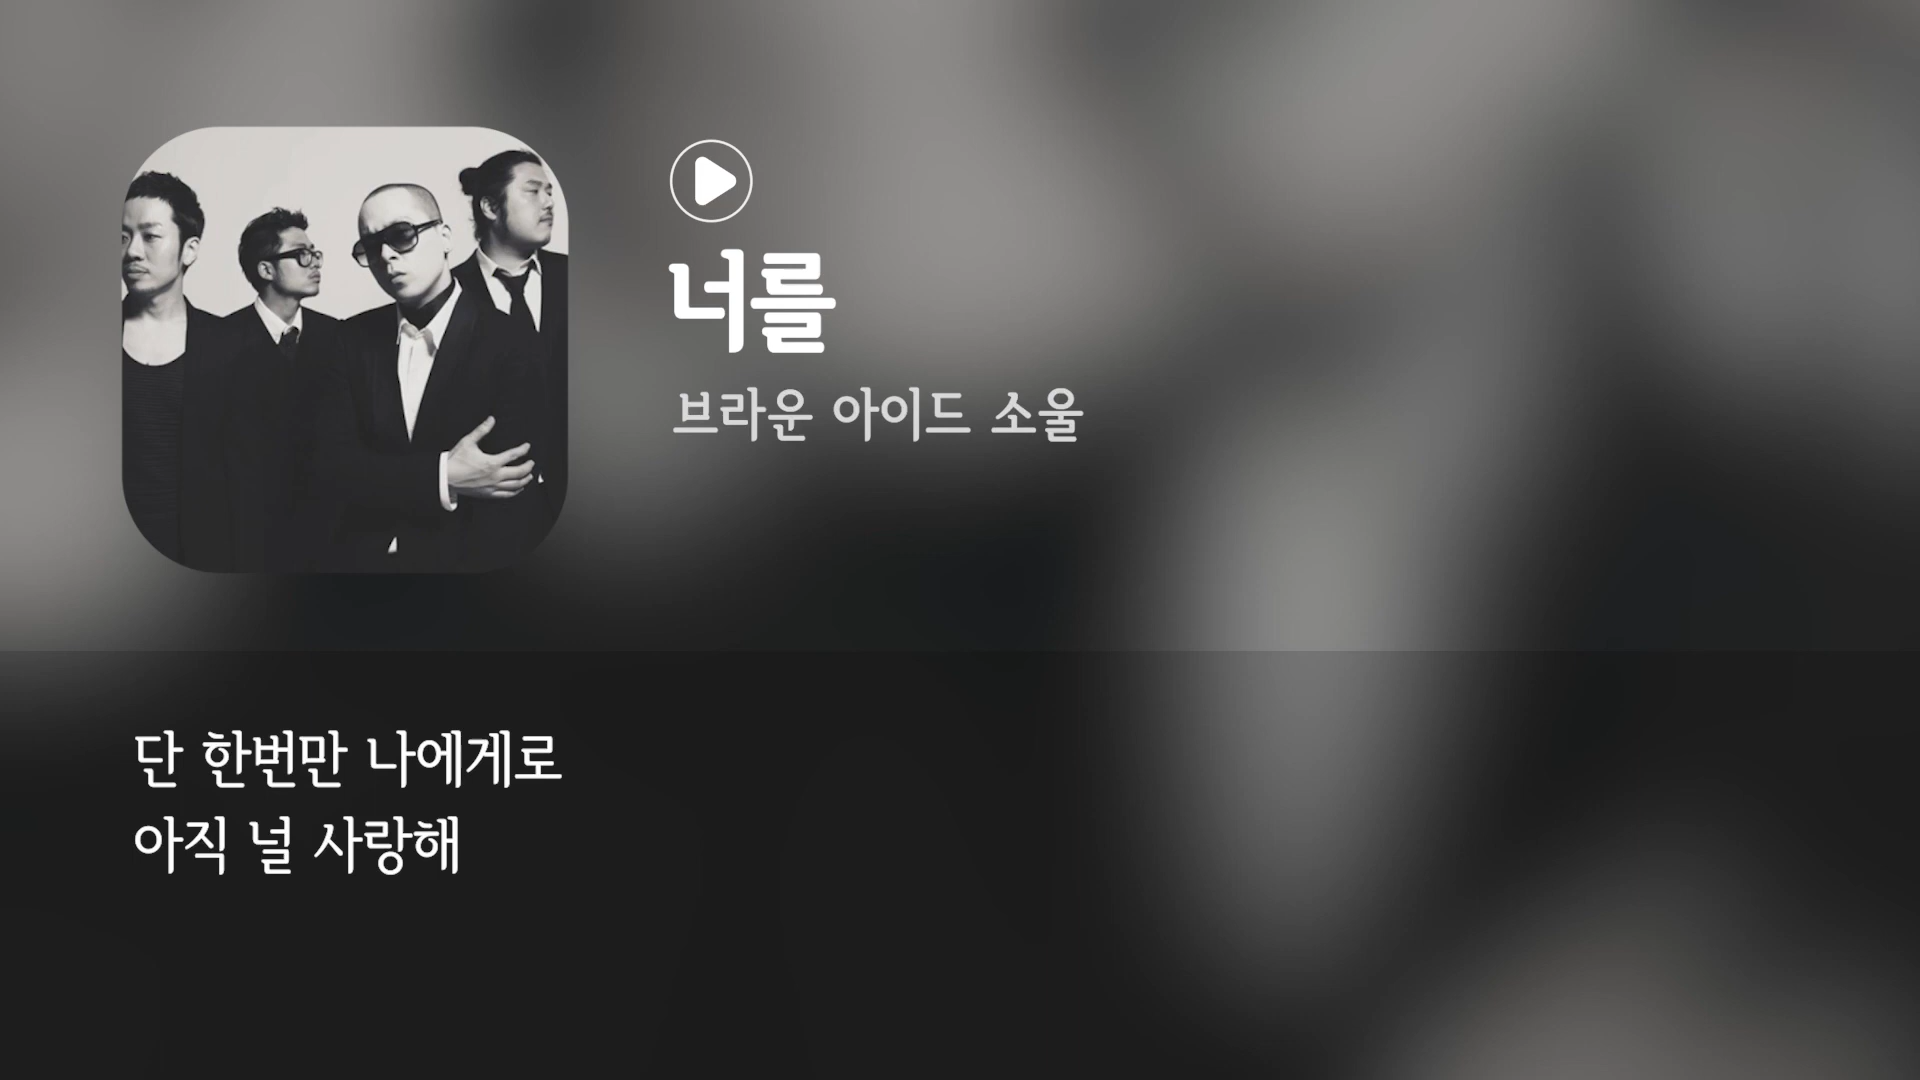 너를
브라운 아이드 소울
단 한번만 나에게로
아직 널 사랑해